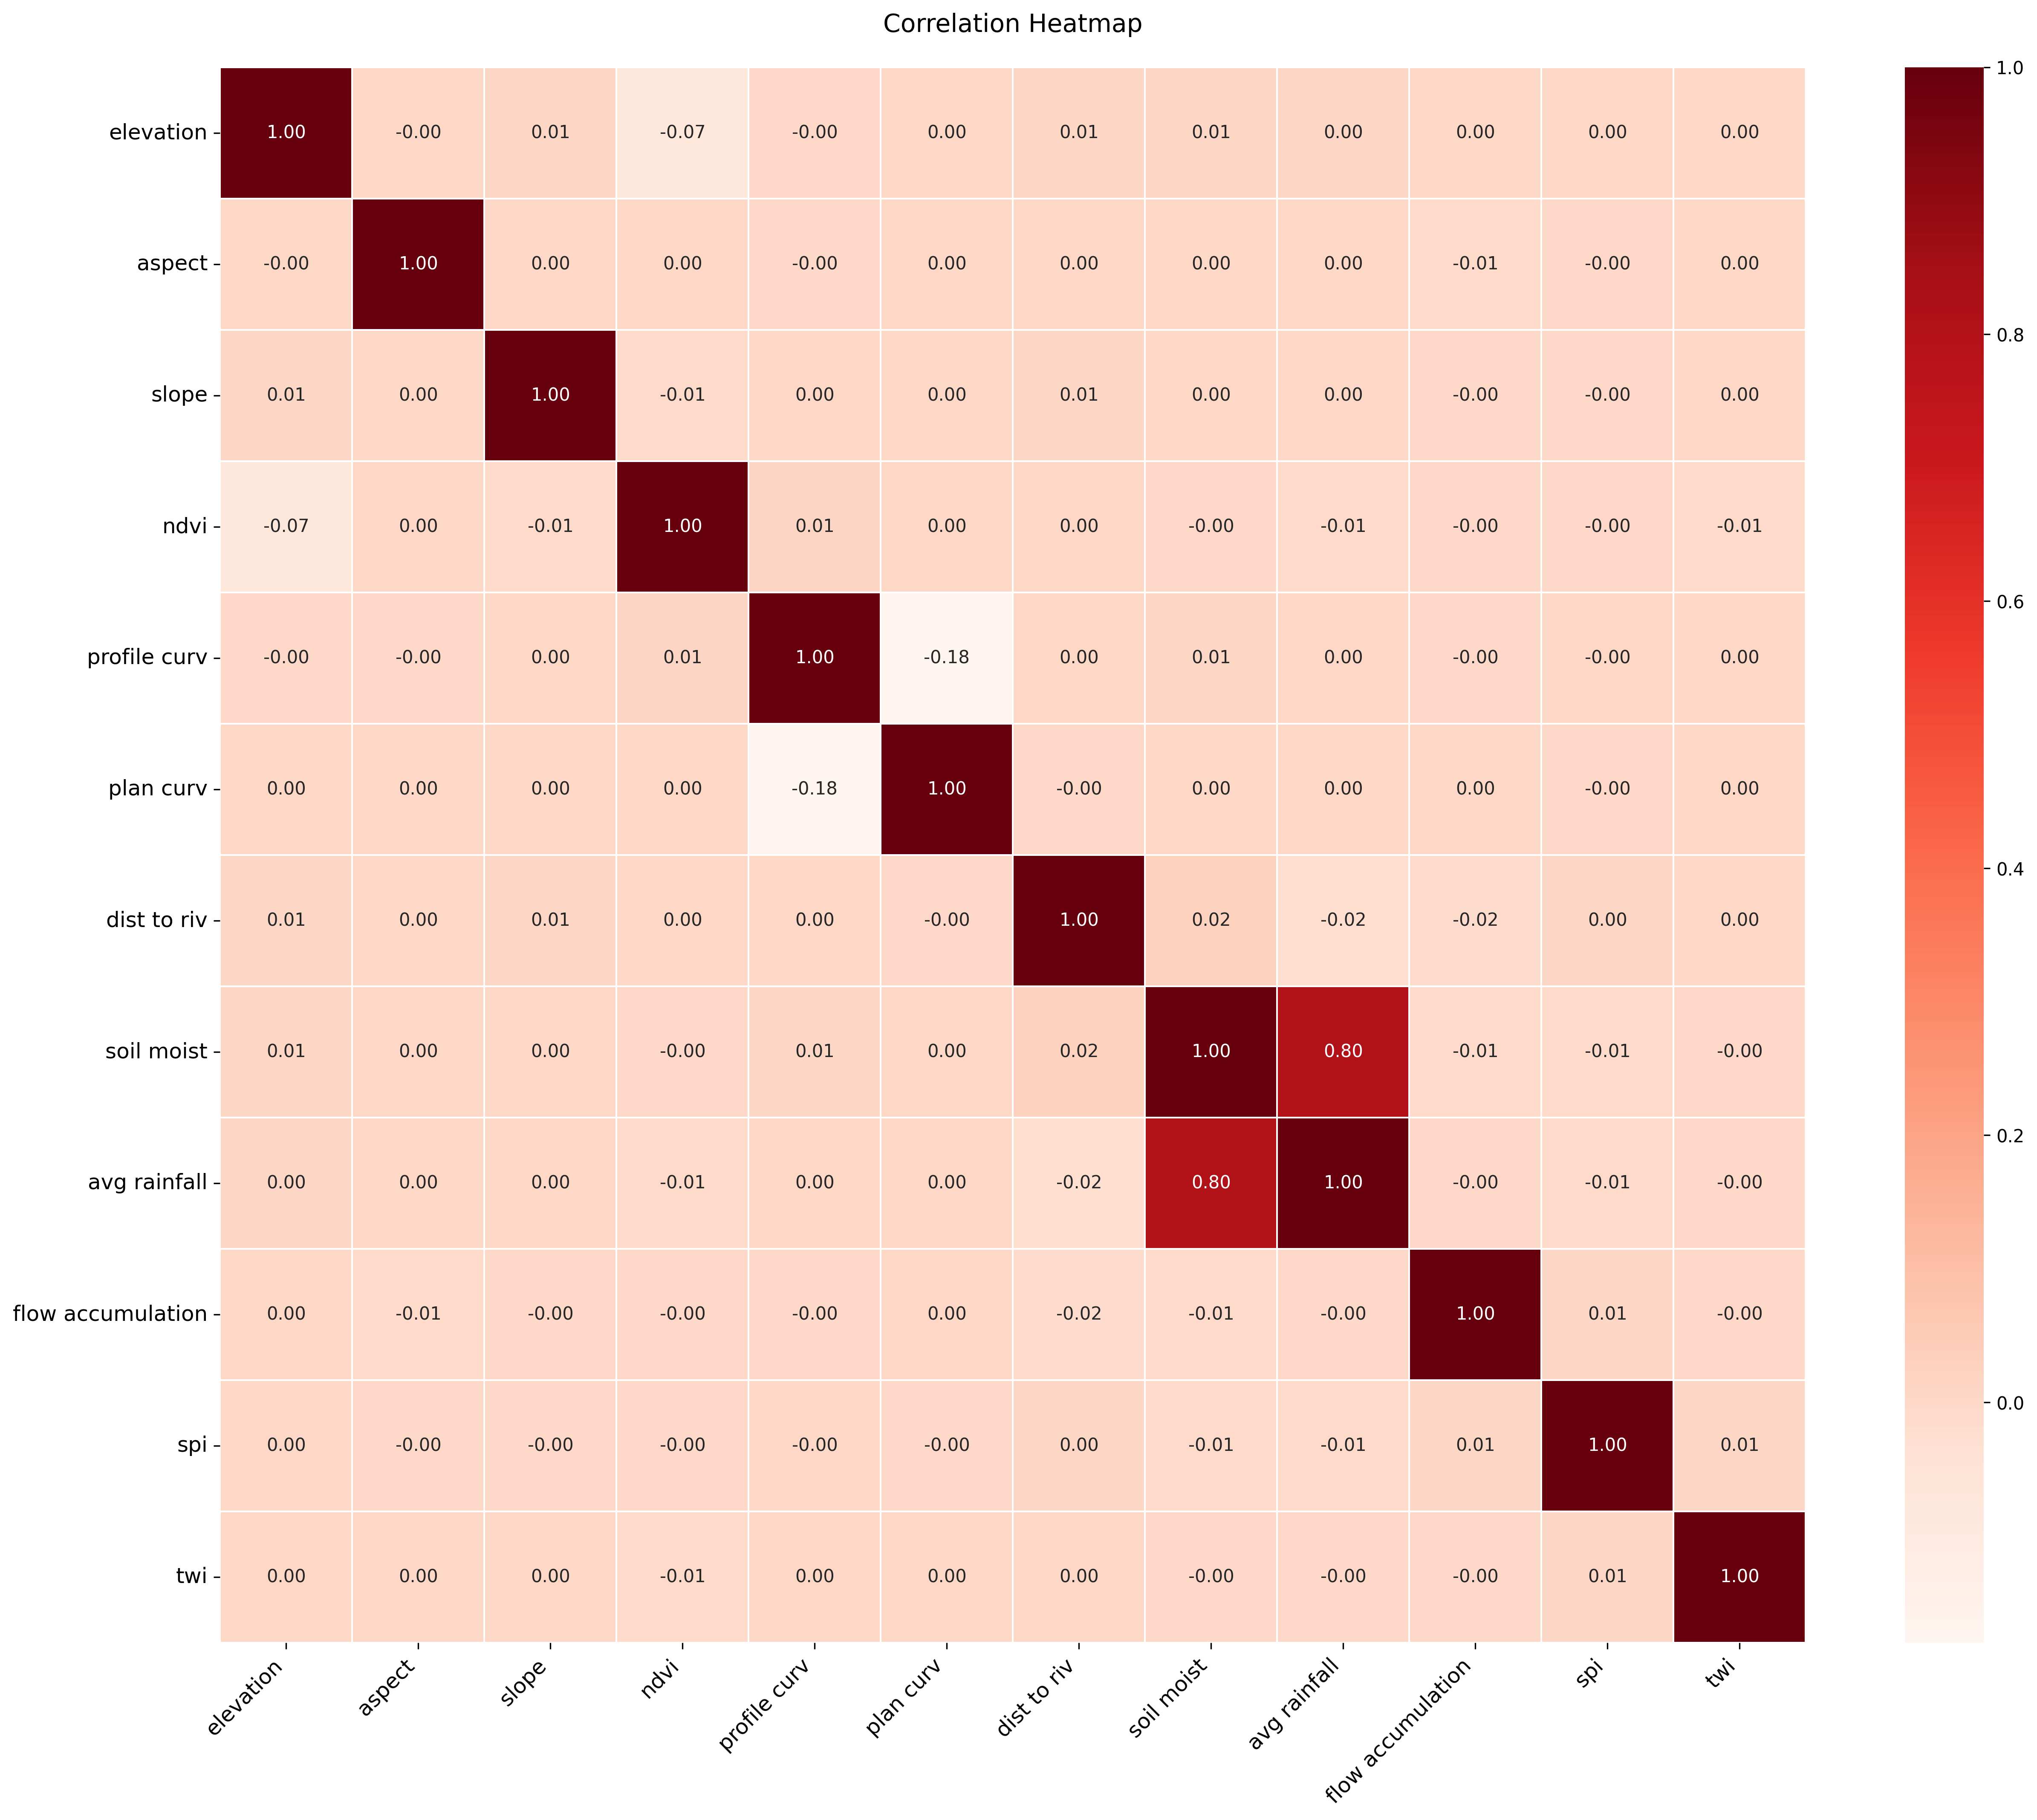 Correlation Heatmap
elevation 1.00 -0.00 0.01 -0.07 -0.00 0.00 0.01 0.01 0.00 0.00 0.00 0.00
aspect -0.00 1.00 0.00 0.00 -0.00 0.00 0.00 0.00 0.00 -0.01 -0.00 0.00
slope 0.01 0.00 1.00 -0.01 0.00 0.00 0.01 0.00 0.00 -0.00 -0.00 0.00
ndvi -0.07 0.00 -0.01 1.00 0.01 0.00 0.00 -0.00 -0.01 -0.00 -0.00 -0.01
profile curv -0.00 -0.00 0.00 0.01 1.00 -0.18 0.00 0.01 0.00 -0.00 -0.00 0.00
plan curv 0.00 0.00 0.00 0.00 -0.18 1.00 -0.00 0.00 0.00 0.00 -0.00 0.00
dist to riv 0.01 0.00 0.01 0.00 0.00 -0.00 1.00 0.02 -0.02 -0.02 0.00 0.00
soil moist 0.01 0.00 0.00 -0.00 0.01 0.00 0.02 1.00 0.80 -0.01 -0.01 -0.00
avg rainfall 0.00 0.00 0.00 -0.01 0.00 0.00 -0.02 0.80 1.00 -0.00 -0.01 -0.00
flow accumulation 0.00 -0.01 -0.00 -0.00 -0.00 0.00 -0.02 -0.01 -0.00 1.00 0.01 -0.00
spi 0.00 -0.00 -0.00 -0.00 -0.00 -0.00 0.00 -0.01 -0.01 0.01 1.00 0.01
twi 0.00 0.00 0.00 -0.01 0.00 0.00 0.00 -0.00 -0.00 -0.00 0.01 1.00
elevation aspect slope ndvi profile curv plan curv dist to riv soil moist avg rainfall flow accumulation spi twi
1.0
0.8
0.6
0.4
0.2
0.0